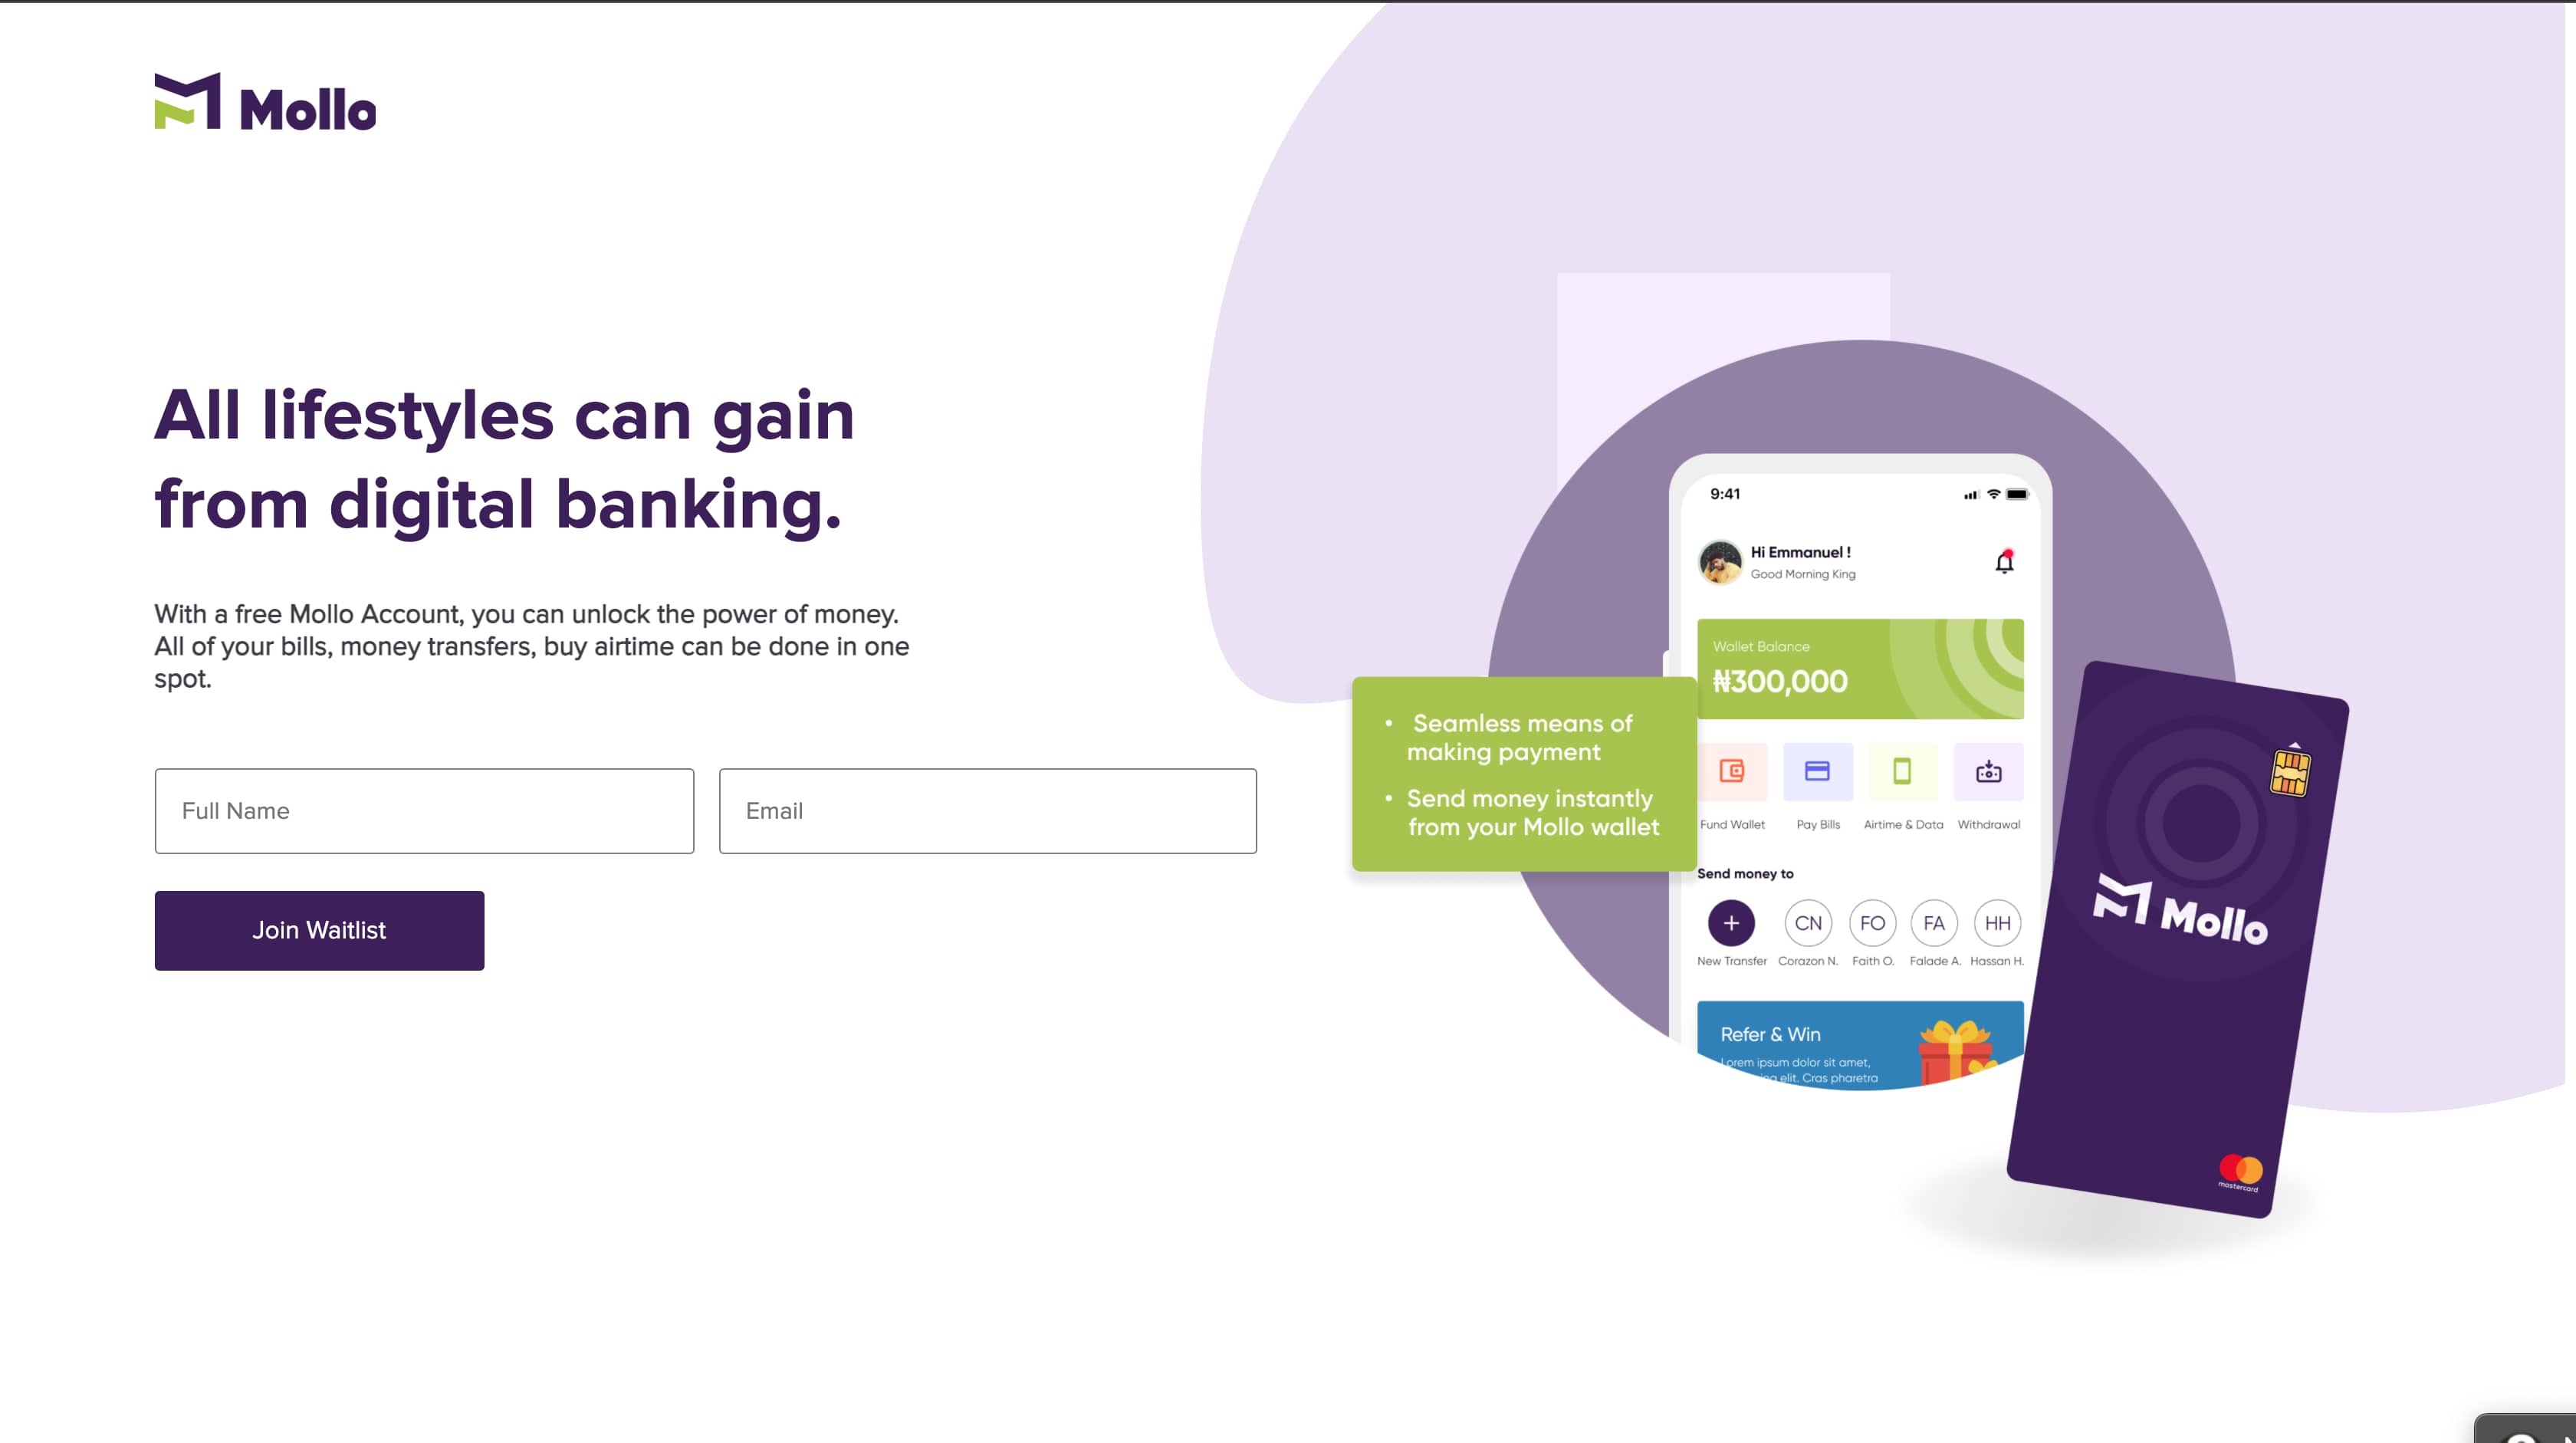 Mollo
All lifestyles can gain
from digital banking.
With a free Mollo Account, you can unlock the power of money.
All of your bills, money transfers, buy airtime can be done in one
spot.
Full Name
Email
Join Waitlist
• Seamless means of
making payment
• Send money instantly
from your Mollo wallet
9:41
Hi Emmanuel !
Good Morning King
Wallet Balance
₦300,000
Fund Wallet Pay Bills Airtime & Data Withdrawal
Send money to
+ CN FO FA HH
New Transfer Corazon N. Faith O. Falade A. Hassan H.
Refer & Win
Lorem ipsum dolor sit amet,
elit. Cras pharetra
Mollo
mastercard